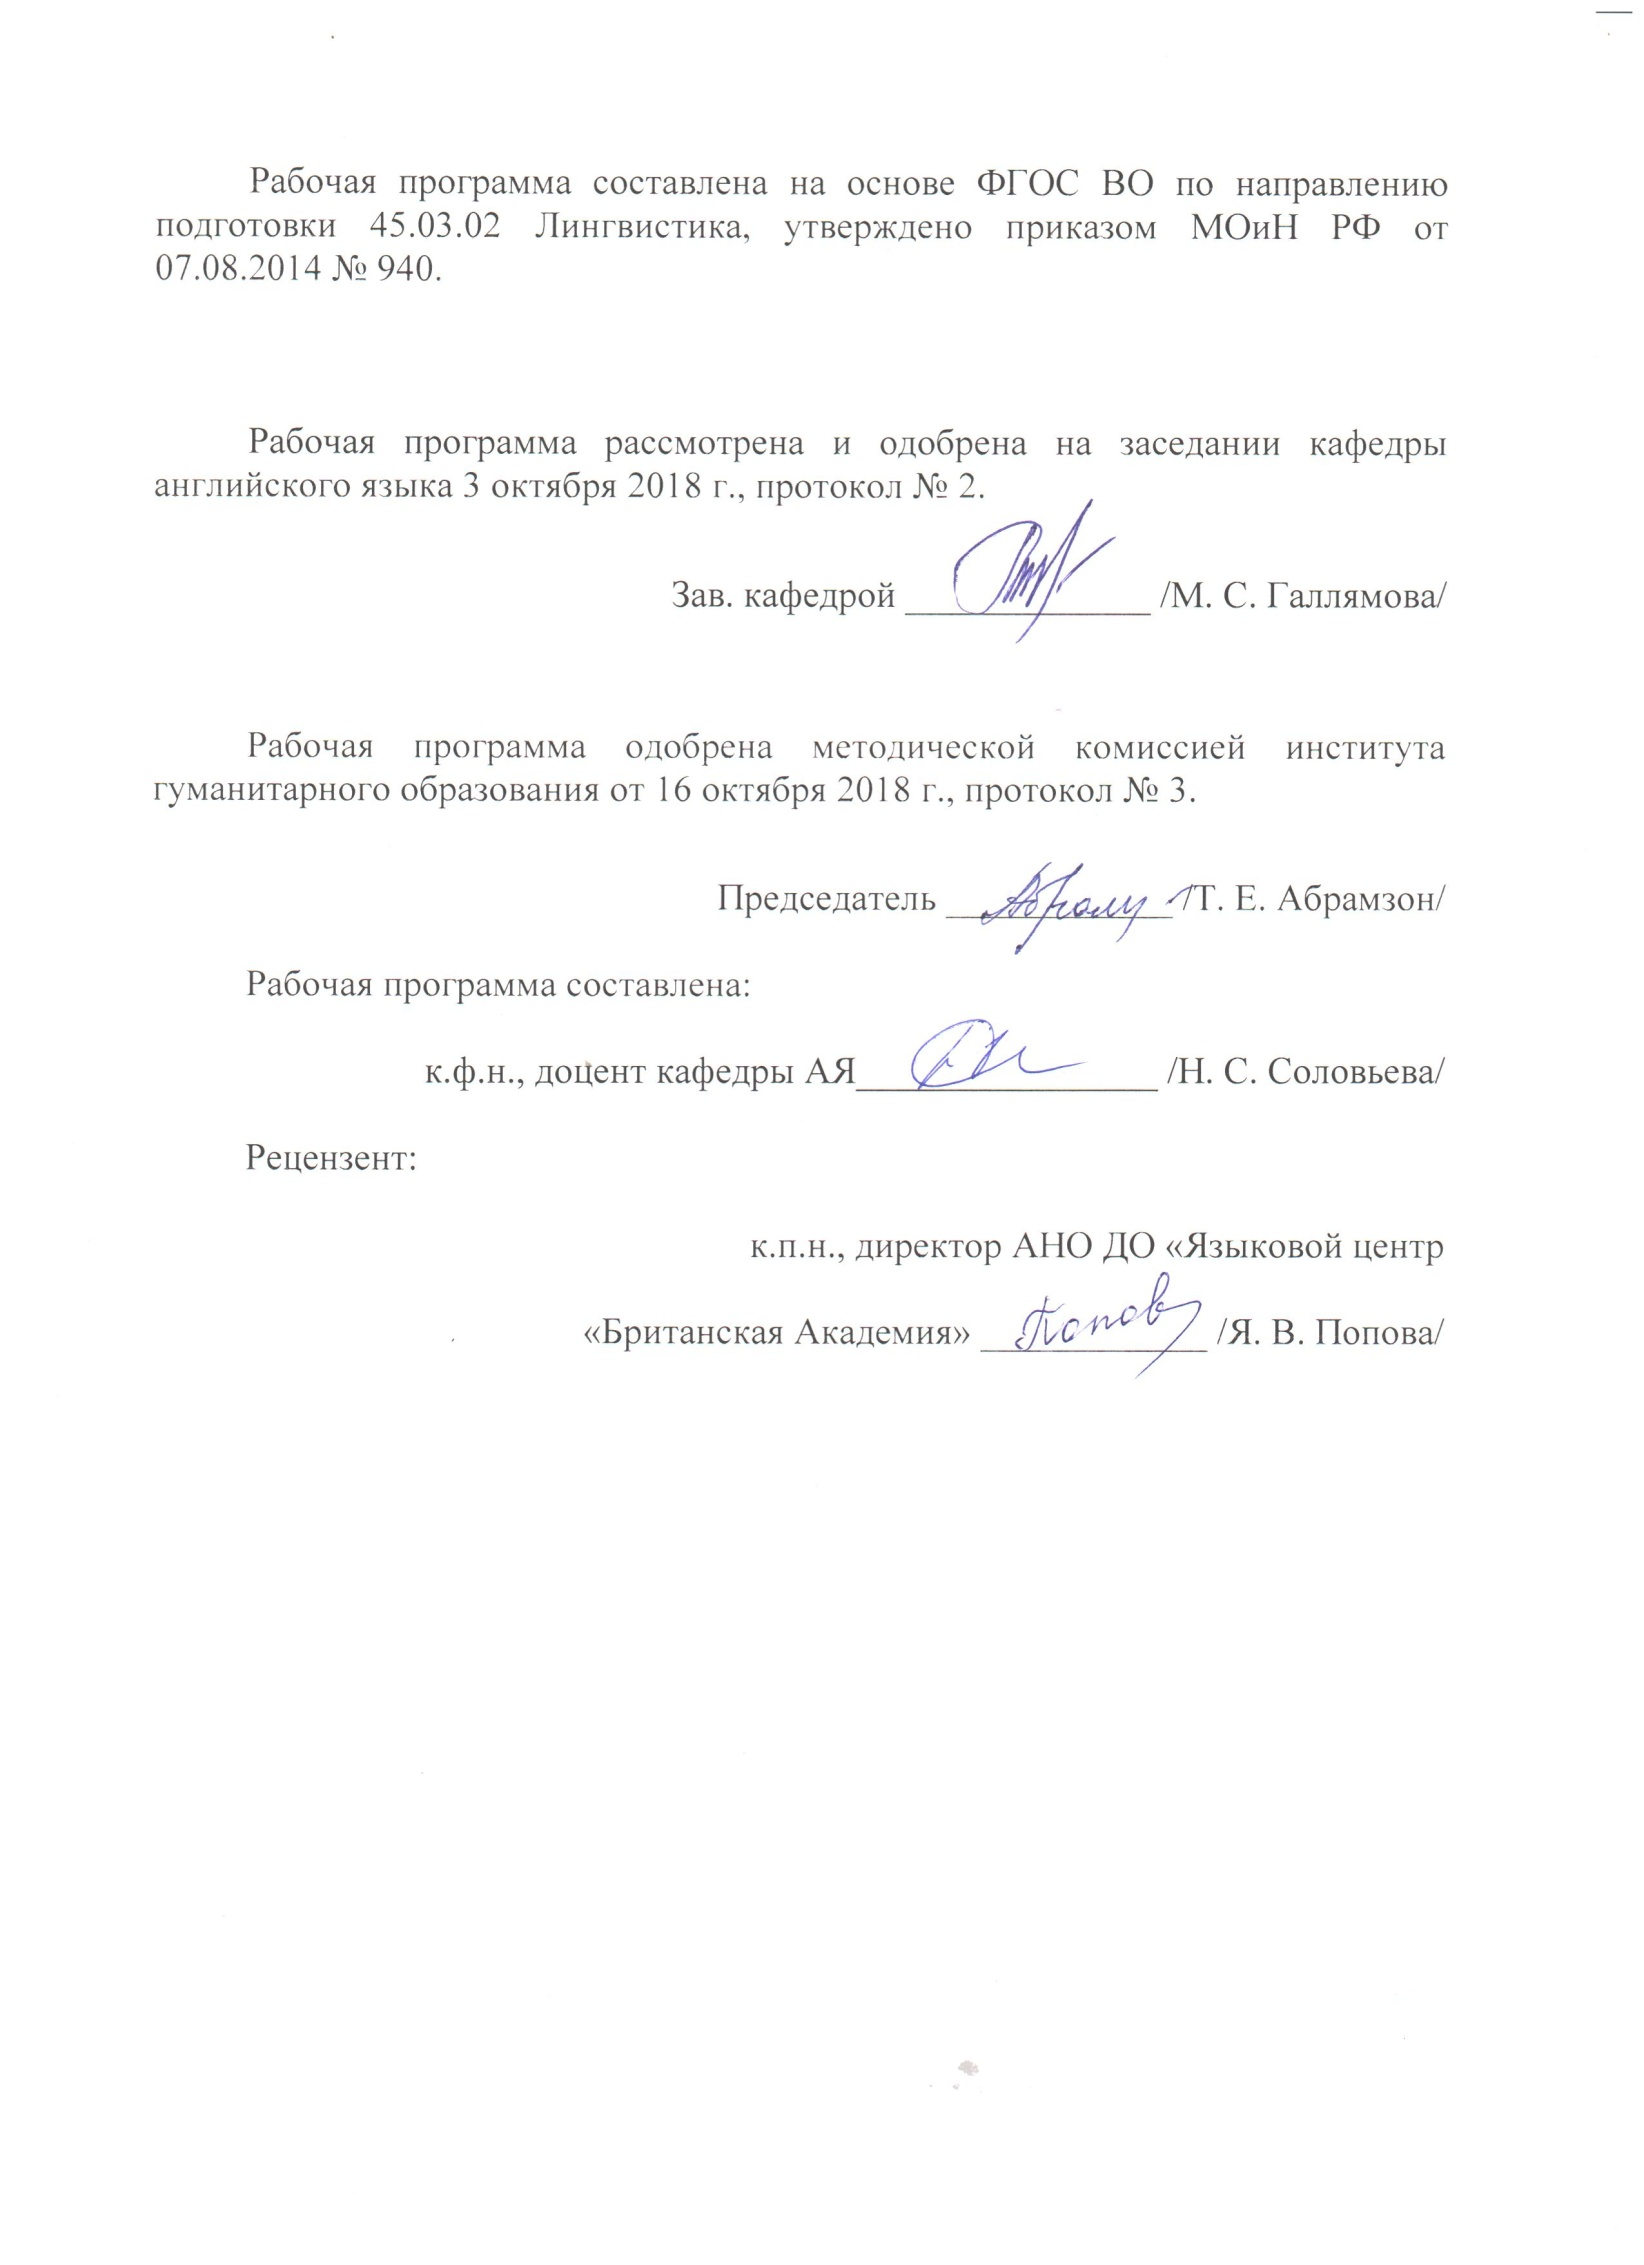 Рабочая программа составлена на основе ФГОС ВО по направлению
подготовки 45.03.02 Лингвистика, утверждено приказом МОиН РФ от
07.08.2014 № 940.
Рабочая программа рассмотрена и одобрена на заседании кафедры
английского языка 3 октября 2018 г., протокол № 2.
Зав. кафедрой ____________ /М. С. Галлямова/
Рабочая программа одобрена методической комиссией института
гуманитарного образования от 16 октября 2018 г., протокол № 3.
Председатель ____________ /Т. Е. Абрамзон/
Рабочая программа составлена:
к.ф.н., доцент кафедры АЯ________________ /Н. С. Соловьева/
Рецензент:
к.п.н., директор АНО ДО «Языковой центр
«Британская Академия» ____________ /Я. В. Попова/